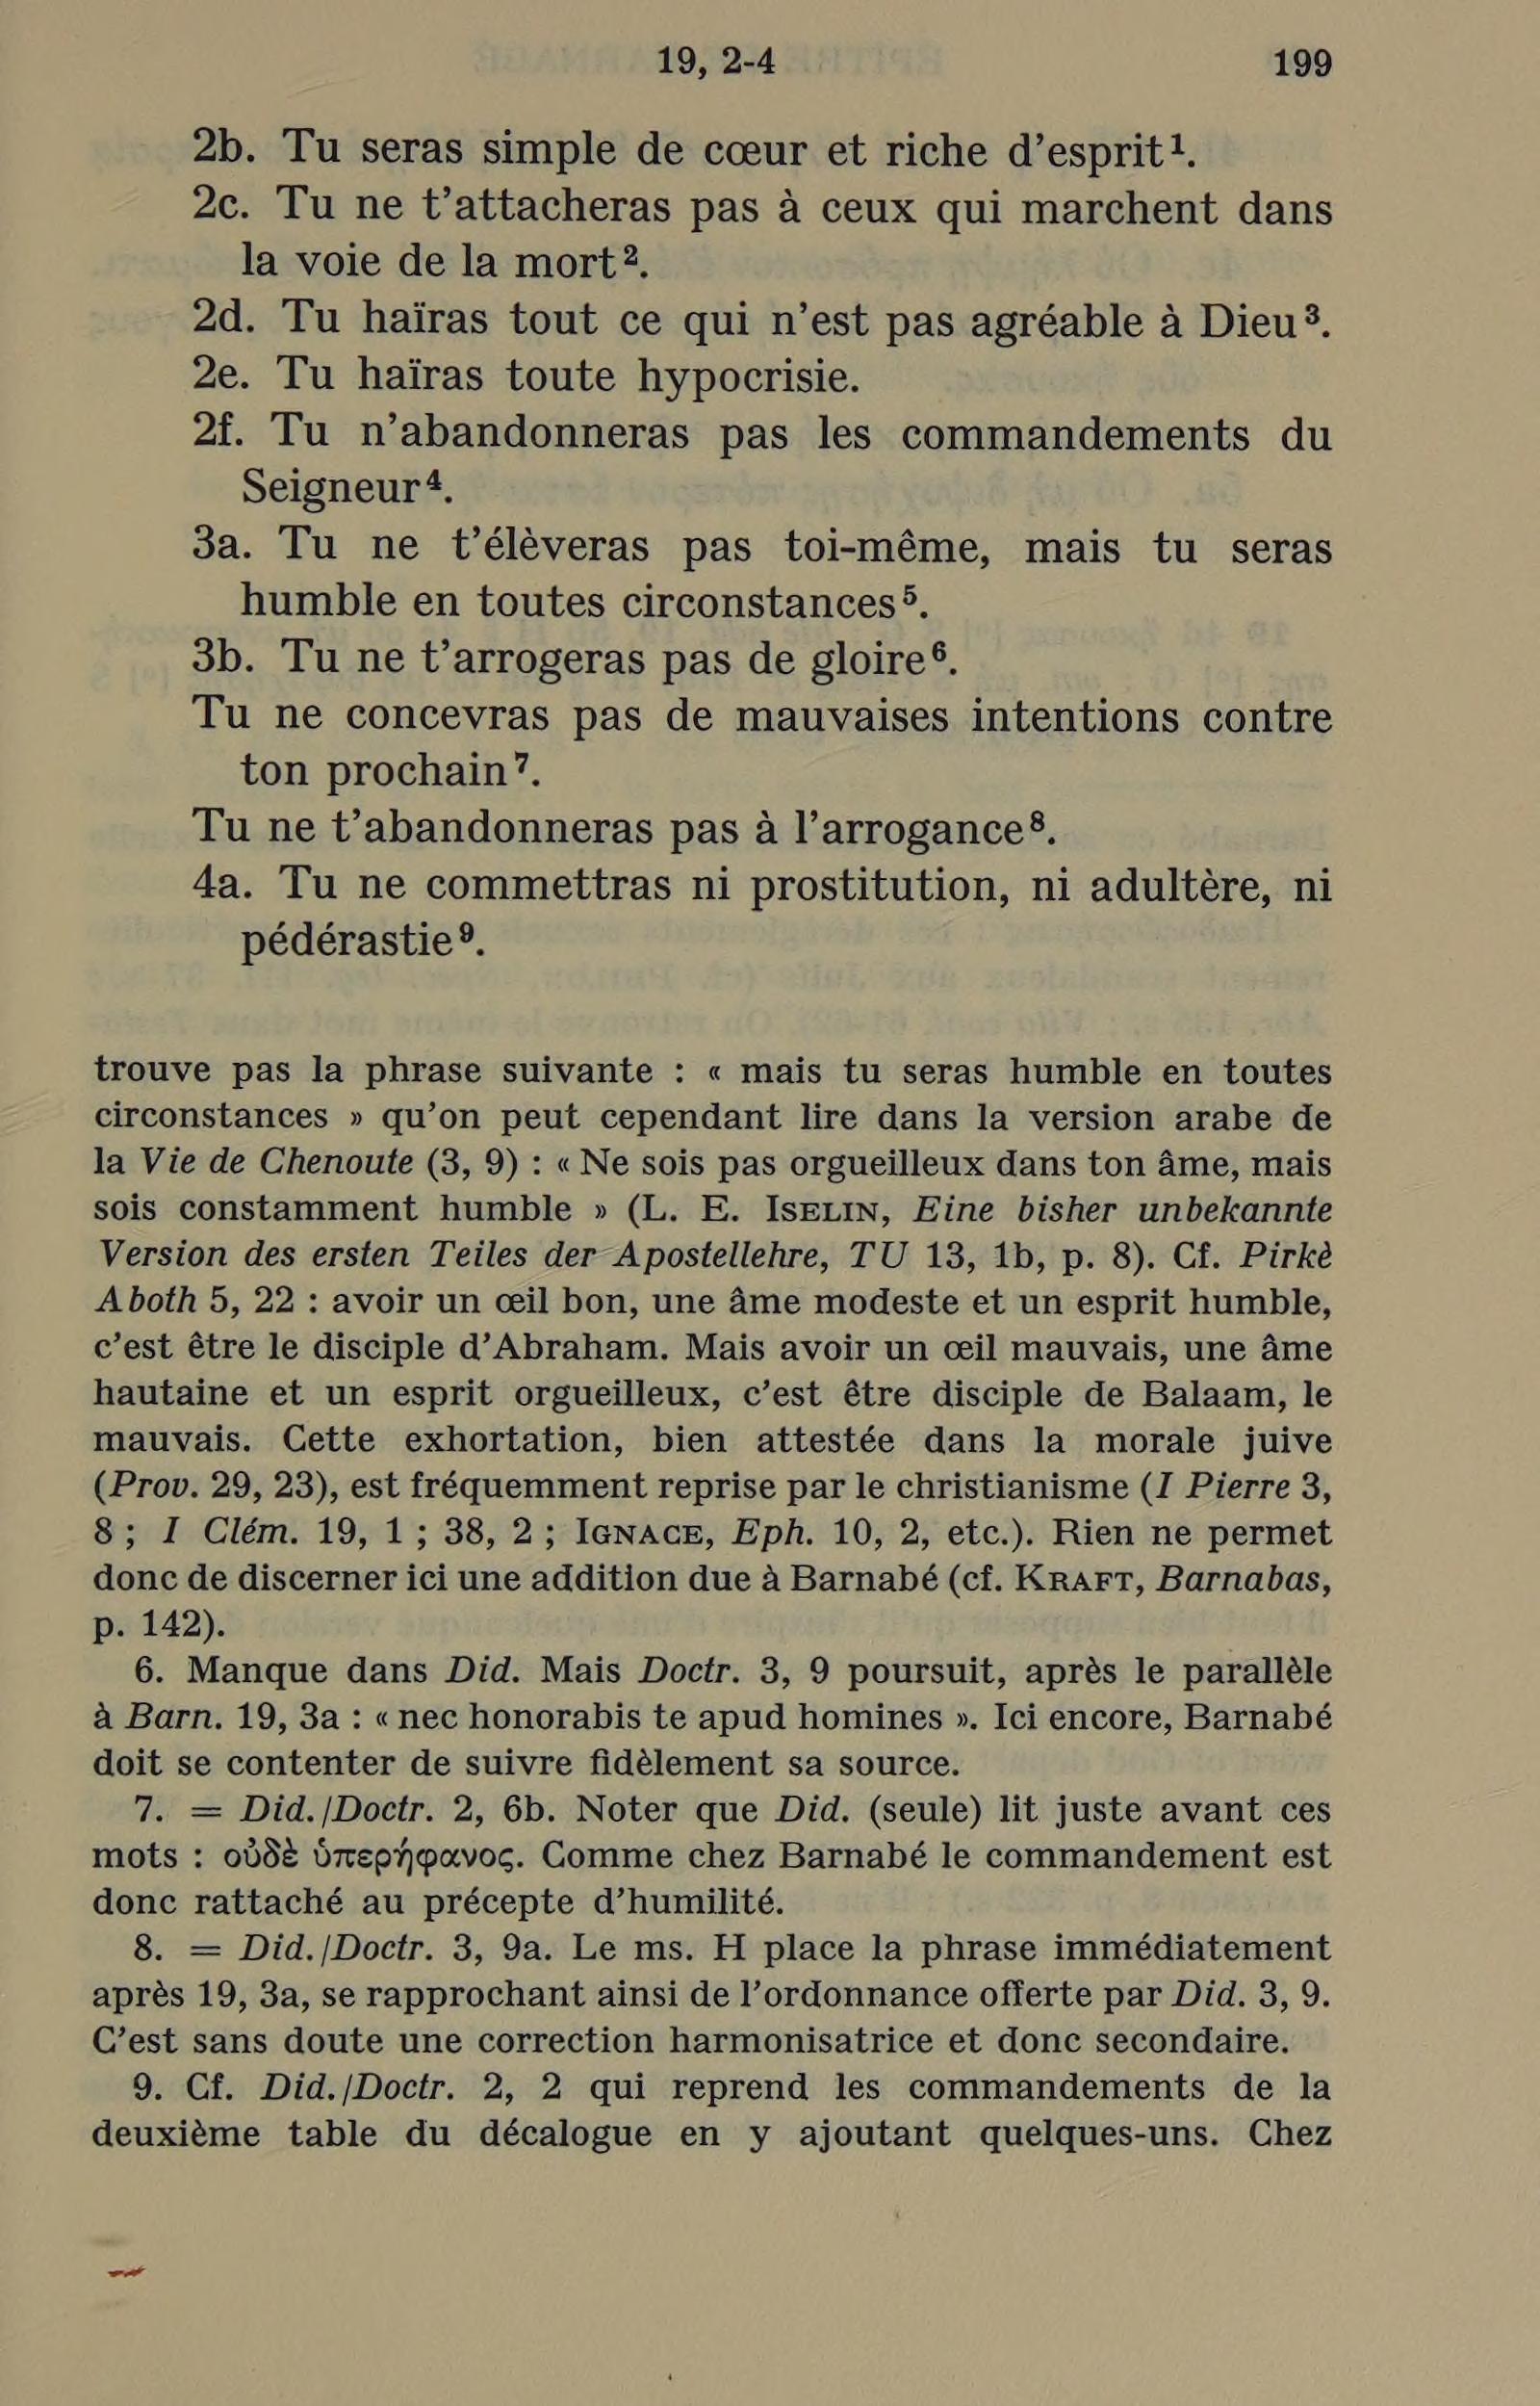 19, 2-4 199
2b. Tu seras simple de cœur et riche d’esprit¹.
2c. Tu ne t’attacheras pas à ceux qui marchent dans
la voie de la mort².
2d. Tu haïras tout ce qui n’est pas agréable à Dieu³.
2e. Tu haïras toute hypocrisie.
2f. Tu n’abandonneras pas les commandements du
Seigneur⁴.
3a. Tu ne t’élèveras pas toi-même, mais tu seras
humble en toutes circonstances⁵.
3b. Tu ne t’arrogeras pas de gloire⁶.
Tu ne concevras pas de mauvaises intentions contre
ton prochain⁷.
Tu ne t’abandonneras pas à l’arrogance⁸.
4a. Tu ne commettras ni prostitution, ni adultère, ni
pédérastie⁹.
trouve pas la phrase suivante : « mais tu seras humble en toutes
circonstances » qu’on peut cependant lire dans la version arabe de
la Vie de Chenoute (3, 9) : « Ne sois pas orgueilleux dans ton âme, mais
sois constamment humble » (L. E. ISELIN, Eine bisher unbekannte
Version des ersten Teiles der Apostellehre, TU 13, 1b, p. 8). Cf. Pirkè
Aboth 5, 22 : avoir un œil bon, une âme modeste et un esprit humble,
c’est être le disciple d’Abraham. Mais avoir un œil mauvais, une âme
hautaine et un esprit orgueilleux, c’est être disciple de Balaam, le
mauvais. Cette exhortation, bien attestée dans la morale juive
(Prov. 29, 23), est fréquemment reprise par le christianisme (I Pierre 3,
8 ; I Clém. 19, 1 ; 38, 2 ; IGNACE, Eph. 10, 2, etc.). Rien ne permet
donc de discerner ici une addition due à Barnabé (cf. KRAFT, Barnabas,
p. 142).
6. Manque dans Did. Mais Doctr. 3, 9 poursuit, après le parallèle
à Barn. 19, 3a : « nec honorabis te apud homines ». Ici encore, Barnabé
doit se contenter de suivre fidèlement sa source.
7. = Did./Doctr. 2, 6b. Noter que Did. (seule) lit juste avant ces
mots : οὐδὲ ὑπερήφανος. Comme chez Barnabé le commandement est
donc rattaché au précepte d’humilité.
8. = Did./Doctr. 3, 9a. Le ms. H place la phrase immédiatement
après 19, 3a, se rapprochant ainsi de l’ordonnance offerte par Did. 3, 9.
C’est sans doute une correction harmonisatrice et donc secondaire.
9. Cf. Did./Doctr. 2, 2 qui reprend les commandements de la
deuxième table du décalogue en y ajoutant quelques-uns. Chez